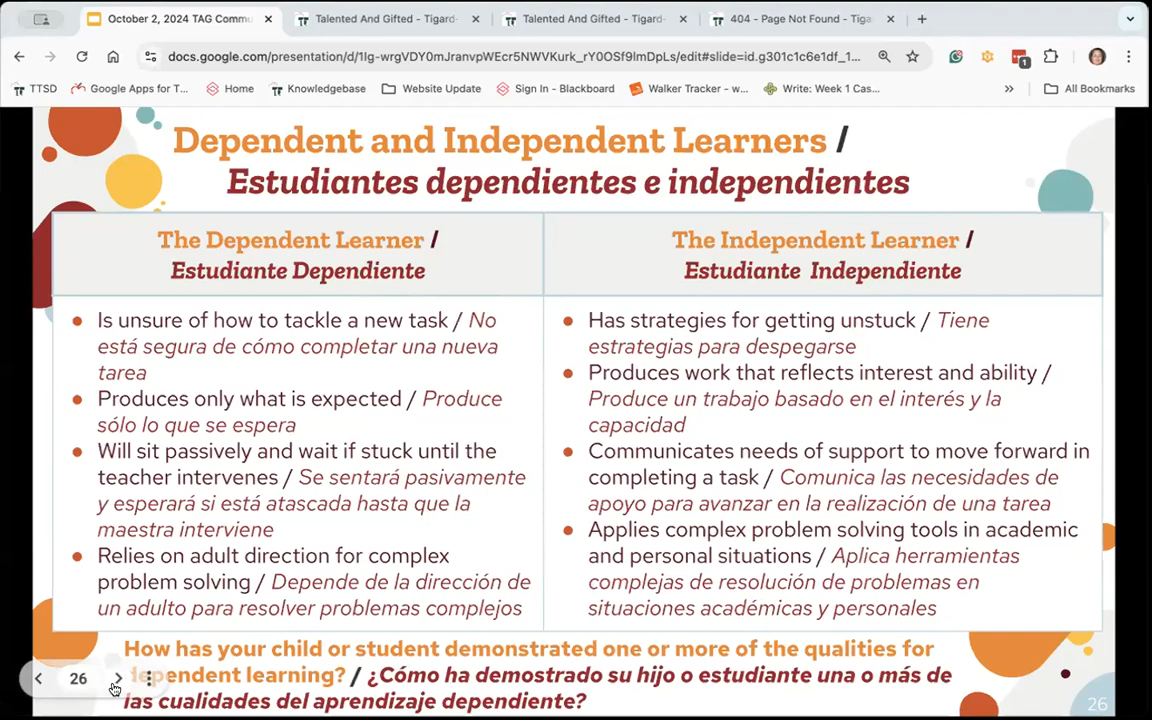 October 2, 2024 TAG Commu
Talented And Gifted - Tigard-
Talented And Gifted - Tigard-
404 - Page Not Found - Tiga
docs.google.com/presentation/d/1Ig-wrgVDY0mJranvpWEcr5NWVKurk_rY0OSf9lmDpLs/edit#slide=id.g301c1c6e1df_1...
1
TTSD
Google Apps for T...
Home
Knowledgebase
Website Update
Sign In - Blackboard
Walker Tracker - w...
Write: Week 1 Cas...
All Bookmarks
Dependent and Independent Learners /
Estudiantes dependientes e independientes
The Dependent Learner /
Estudiante Dependiente
Is unsure of how to tackle a new task / No
está segura de cómo completar una nueva
tarea
Produces only what is expected / Produce
sólo lo que se espera
Will sit passively and wait if stuck until the
teacher intervenes / Se sentará pasivamente
y esperará si está atascada hasta que la
maestra interviene
Relies on adult direction for complex
problem solving / Depende de la dirección de
un adulto para resolver problemas complejos
The Independent Learner /
Estudiante Independiente
Has strategies for getting unstuck / Tiene
estrategias para despegarse
Produces work that reflects interest and ability /
Produce un trabajo basado en el interés y la
capacidad
Communicates needs of support to move forward in
completing a task / Comunica las necesidades de
apoyo para avanzar en la realización de una tarea
Applies complex problem solving tools in academic
and personal situations / Aplica herramientas
complejas de resolución de problemas en
situaciones académicas y personales
How has your child or student demonstrated one or more of the qualities for
dependent learning? / ¿Cómo ha demostrado su hijo o estudiante una o más de
las cualidades del aprendizaje dependiente?
26
26